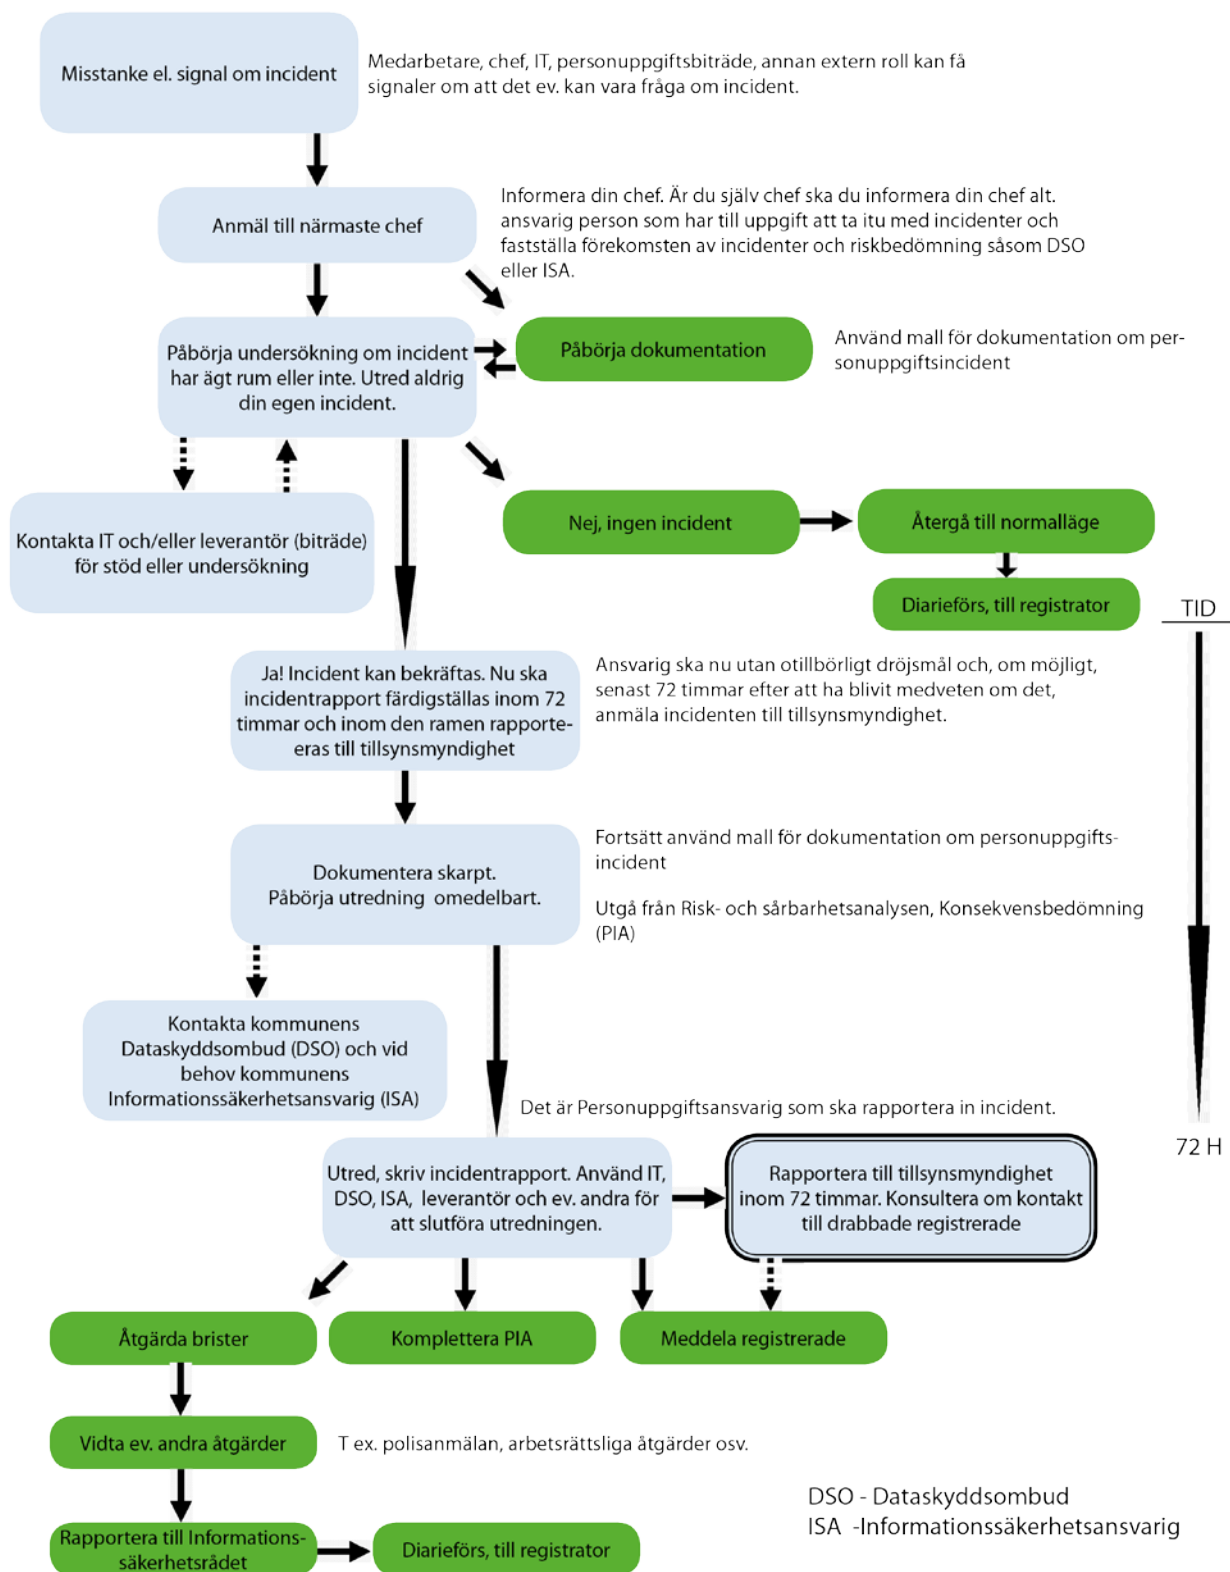 Misstanke el. signal om incident
Medarbetare, chef, IT, personuppgiftsbiträde, annan extern roll kan få
signaler om att det ev. kan vara fråga om incident.
Anmäl till närmaste chef
Informera din chef. Är du själv chef ska du informera din chef alt.
ansvarig person som har till uppgift att ta itu med incidenter och
fastställa förekomsten av incidenter och riskbedömning såsom DSO
eller ISA.
Påbörja undersökning om incident
har ägt rum eller inte. Utred aldrig
din egen incident.
Påbörja dokumentation
Använd mall för dokumentation om per-
sonuppgiftsincident
Kontakta IT och/eller leverantör (biträde)
för stöd eller undersökning
Nej, ingen incident
Återgå till normalläge
Diarieförs, till registrator
TID
Ja! Incident kan bekräftas. Nu ska
incidentrapport färdigställas inom 72
timmar och inom den ramen rapporte-
eras till tillsynsmyndighet
Ansvarig ska nu utan otillbörligt dröjsmål och, om möjligt,
senast 72 timmar efter att ha blivit medveten om det,
anmäla incidenten till tillsynsmyndighet.
Dokumentera skarpt.
Påbörja utredning omedelbart.
Fortsätt använd mall för dokumentation om personuppgifts-
incident
Utgå från Risk- och sårbarhetsanalysen, Konsekvensbedömning
(PIA)
Kontakta kommunens
Dataskyddsombud (DSO) och vid
behov kommunens
Informationssäkerhetsansvarig (ISA)
Det är Personuppgiftsansvarig som ska rapportera in incident.
72 H
Utred, skriv incidentrapport. Använd IT,
DSO, ISA, leverantör och ev. andra för
att slutföra utredningen.
Rapportera till tillsynsmyndighet
inom 72 timmar. Konsultera om kontakt
till drabbade registrerade
Åtgärda brister
Komplettera PIA
Meddela registrerade
Vidta ev. andra åtgärder
T ex. polisanmälan, arbetsrättsliga åtgärder osv.
Rapportera till Informations-
säkerhetsrådet
Diarieförs, till registrator
DSO - Dataskyddsombud
ISA -Informationssäkerhetsansvarig